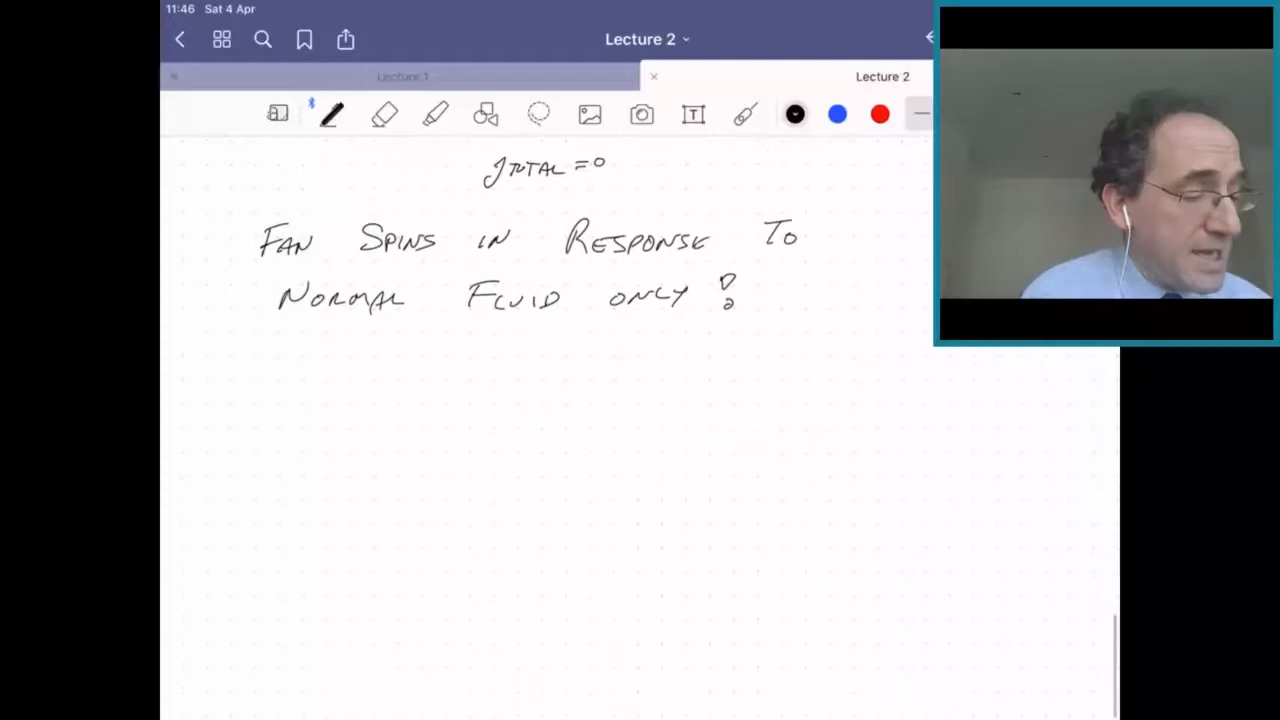 11:46 Sat 4 Apr
Lecture 2
Lecture 1
Lecture 2
T
JTOTAL = 0
FAN SPINS IN RESPONSE TO
NORMAL FLUID ONLY !